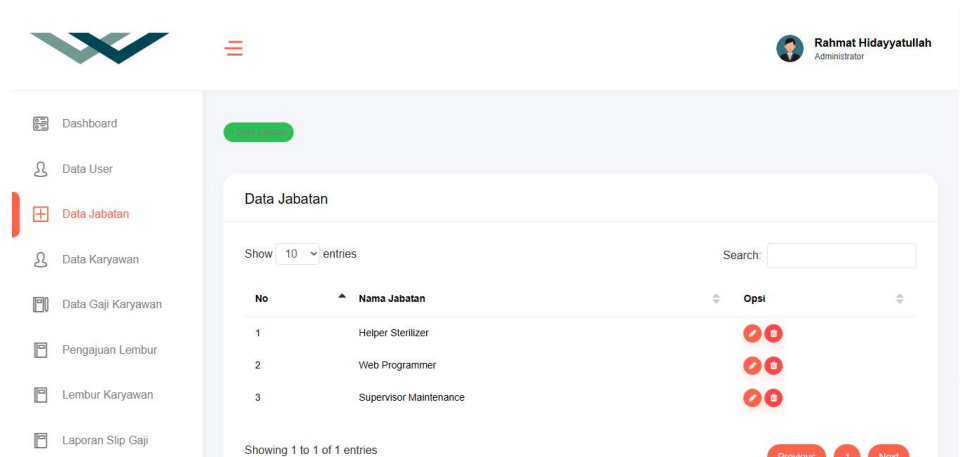 Rahmat Hidayyatullah
Administrator
Dashboard
Data User
Data Jabatan
Data Karyawan
Data Gaji Karyawan
Pengajuan Lembur
Lembur Karyawan
Laporan Slip Gaji
+ Data Jabatan
Data Jabatan
Show 10 entries Search:
No Nama Jabatan Opsi
1 Helper Sterilizer
2 Web Programmer
3 Supervisor Maintenance
Showing 1 to 1 of 1 entries
Previous 1 Next